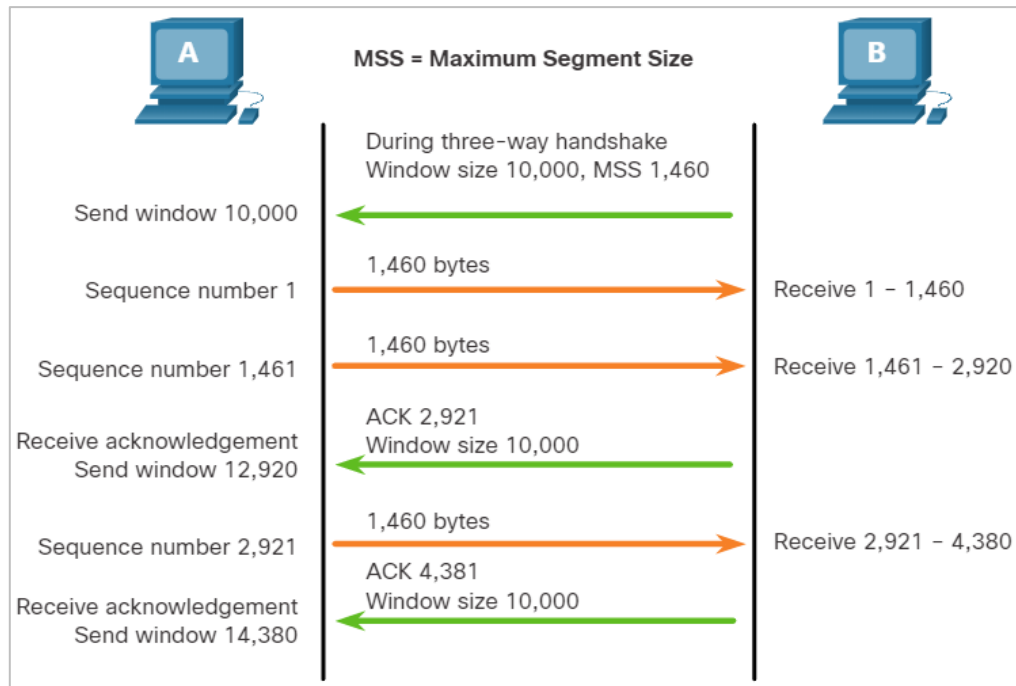 A
MSS = Maximum Segment Size
B
During three-way handshake
Window size 10,000, MSS 1,460
Send window 10,000
1,460 bytes
Sequence number 1
Receive 1 – 1,460
1,460 bytes
Sequence number 1,461
Receive 1,461 – 2,920
ACK 2,921
Window size 10,000
Receive acknowledgement
Send window 12,920
1,460 bytes
Sequence number 2,921
Receive 2,921 – 4,380
ACK 4,381
Window size 10,000
Receive acknowledgement
Send window 14,380